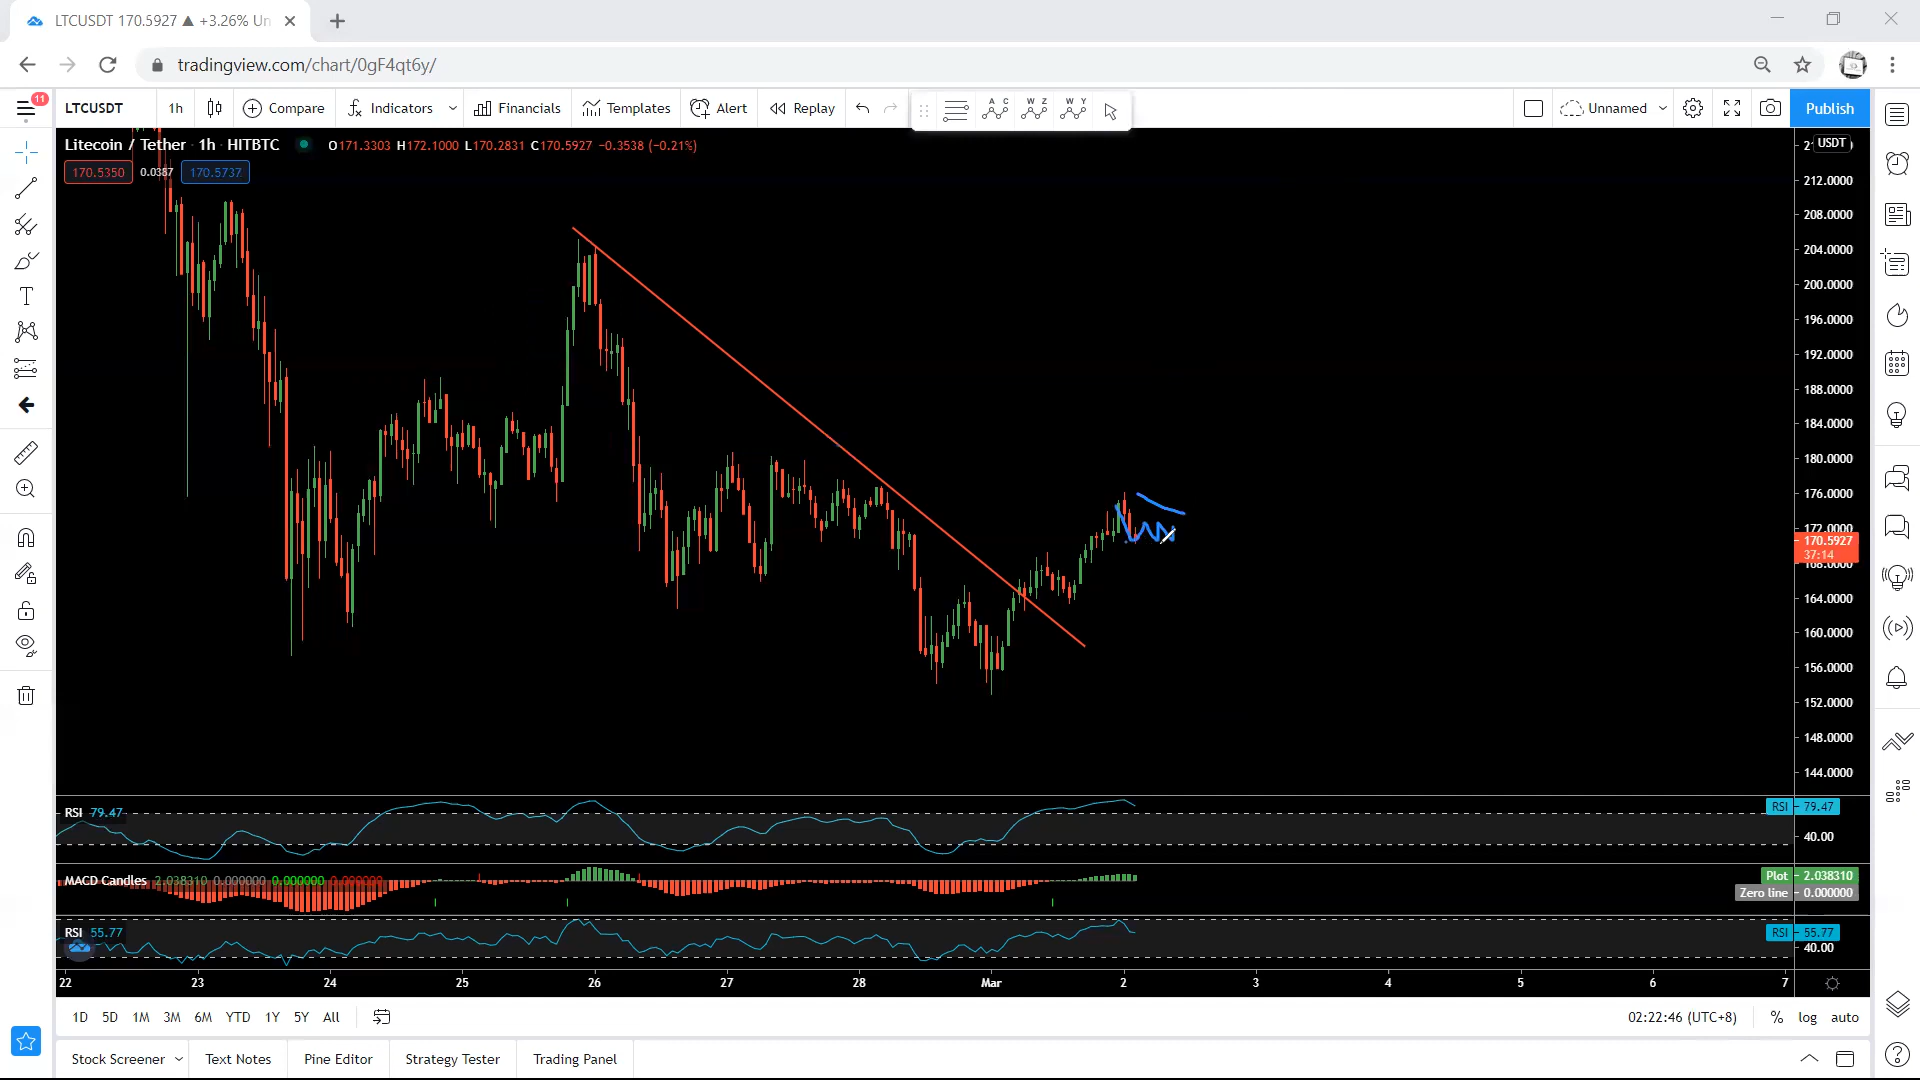 LTCUSDT 170.5927 ▲ +3.26% Un
tradingview.com/chart/0gF4qt6y/
11 LTCUSDT 1h Compare Indicators Financials Templates Alert Replay A C W Z W Y Unnamed Publish
Litecoin / Tether · 1h · HITBTC O171.3303 H172.1000 L170.2831 C170.5927 −0.3538 (−0.21%)
170.5350 0.0387 170.5737
USDT
212.0000
208.0000
204.0000
200.0000
196.0000
192.0000
188.0000
184.0000
180.0000
176.0000
172.0000
170.5927
37:14
168.0000
164.0000
160.0000
156.0000
152.0000
148.0000
144.0000
RSI 79.47
RSI 79.47
40.00
MACD Candles 2.038310 0.000000 0.000000 0.000000
Plot 2.038310
Zero line 0.000000
RSI 55.77
RSI 55.77
40.00
22 23 24 25 26 27 28 Mar 2 3 4 5 6 7
1D 5D 1M 3M 6M YTD 1Y 5Y All 02:22:46 (UTC+8) % log auto
Stock Screener Text Notes Pine Editor Strategy Tester Trading Panel